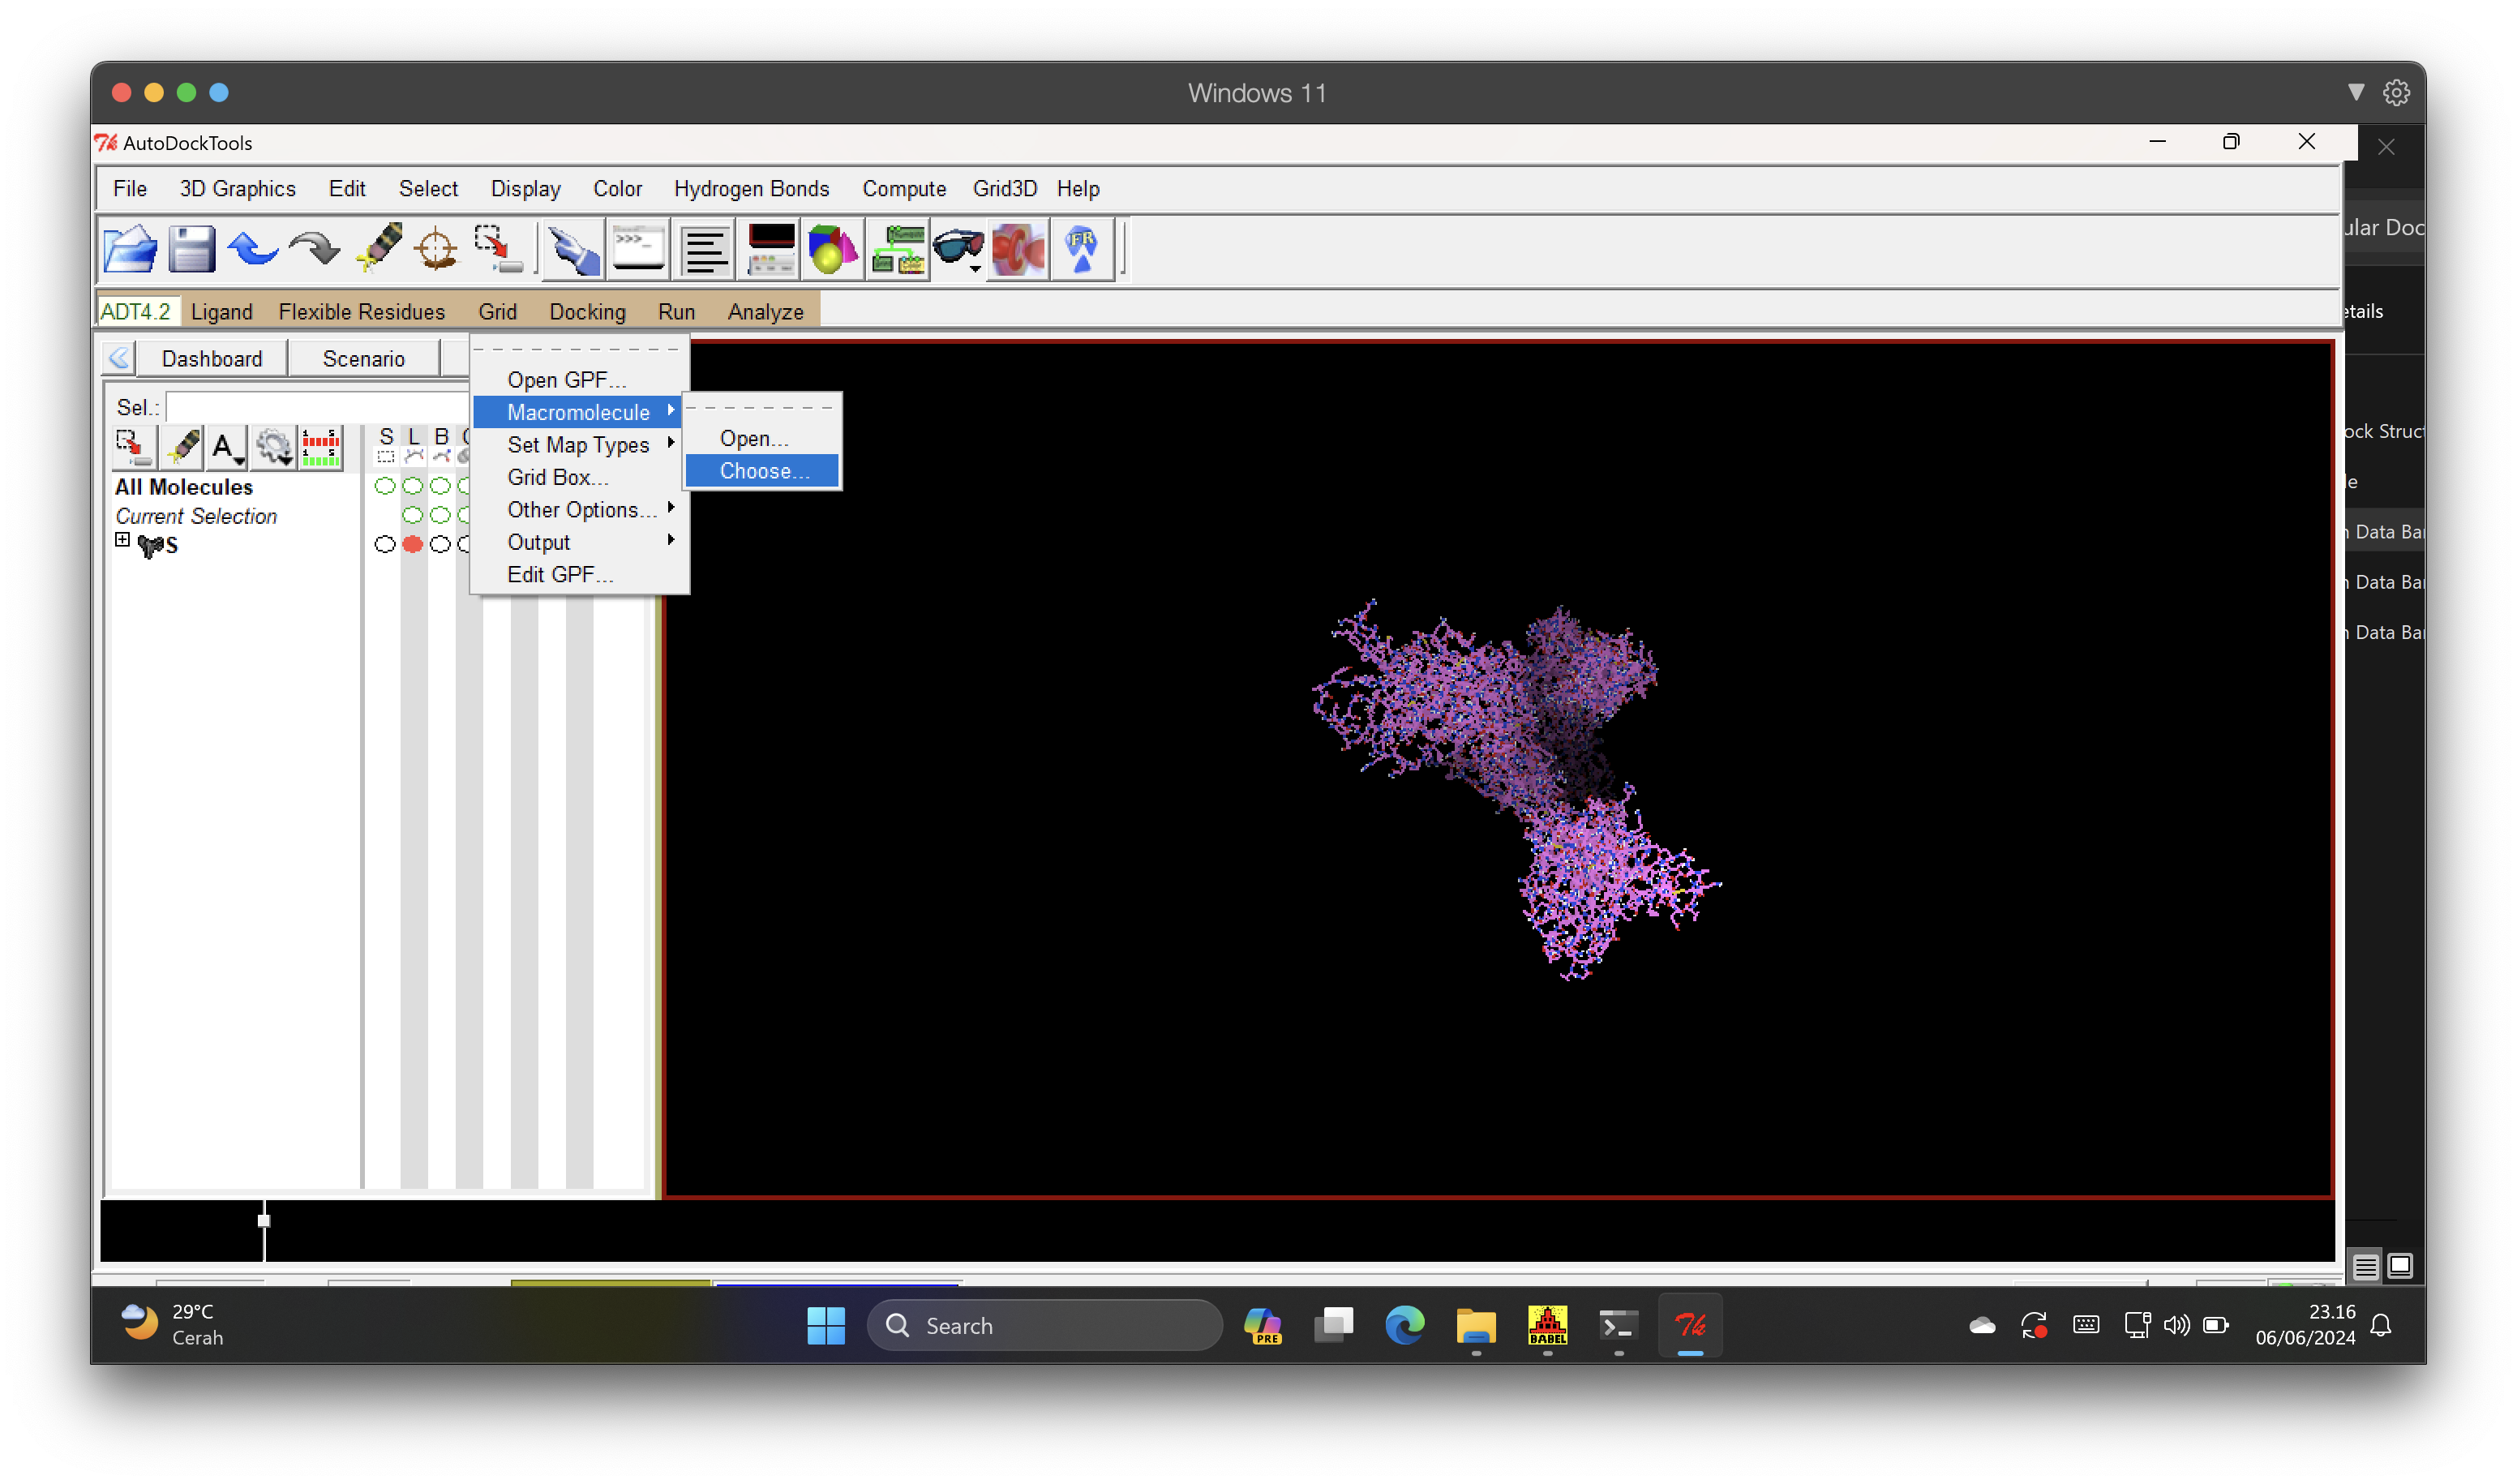 Windows 11
AutoDockTools
File 3D Graphics Edit Select Display Color Hydrogen Bonds Compute Grid3D Help
>>>_
FR
ADT4.2 Ligand Flexible Residues Grid Docking Run Analyze
Dashboard Scenario
Sel.:
A
S L B
All Molecules
Current Selection
S
Open GPF...
Macromolecule
Set Map Types
Grid Box...
Other Options...
Output
Edit GPF...
Open...
Choose...
ular Doc
etails
ock Struct
le
n Data Ba
n Data Ba
n Data Ba
29°C
Cerah
Search
PRE
BABEL
23.16
06/06/2024